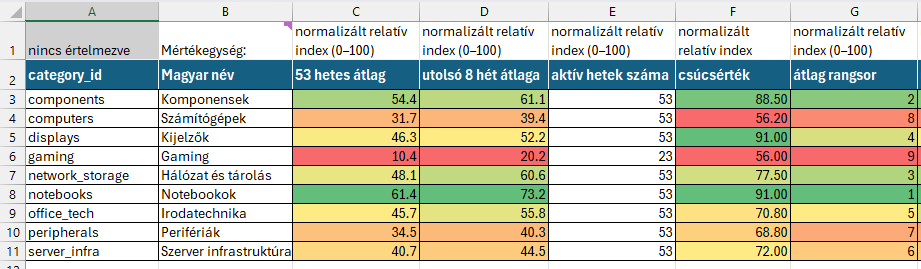 A B C D E F G
1 nincs értelmezve Mértékegység: normalizált relatív index (0–100) normalizált relatív index (0–100) normalizált relatív index (0–100) normalizált relatív index normalizált relatív index (0–100)
2 category_id Magyar név 53 hetes átlag utolsó 8 hét átlaga aktív hetek száma csúcsérték átlag rangsor
3 components Komponensek 54.4 61.1 53 88.50 2
4 computers Számítógépek 31.7 39.4 53 56.20 8
5 displays Kijelzők 46.3 52.2 53 91.00 4
6 gaming Gaming 10.4 20.2 23 56.00 9
7 network_storage Hálózat és tárolás 48.1 60.6 53 77.50 3
8 notebooks Notebookok 61.4 73.2 53 91.00 1
9 office_tech Irodatechnika 45.7 55.8 53 70.80 5
10 peripherals Perifériák 34.5 40.3 53 68.80 7
11 server_infra Szerver infrastruktúra 40.7 44.5 53 72.00 6